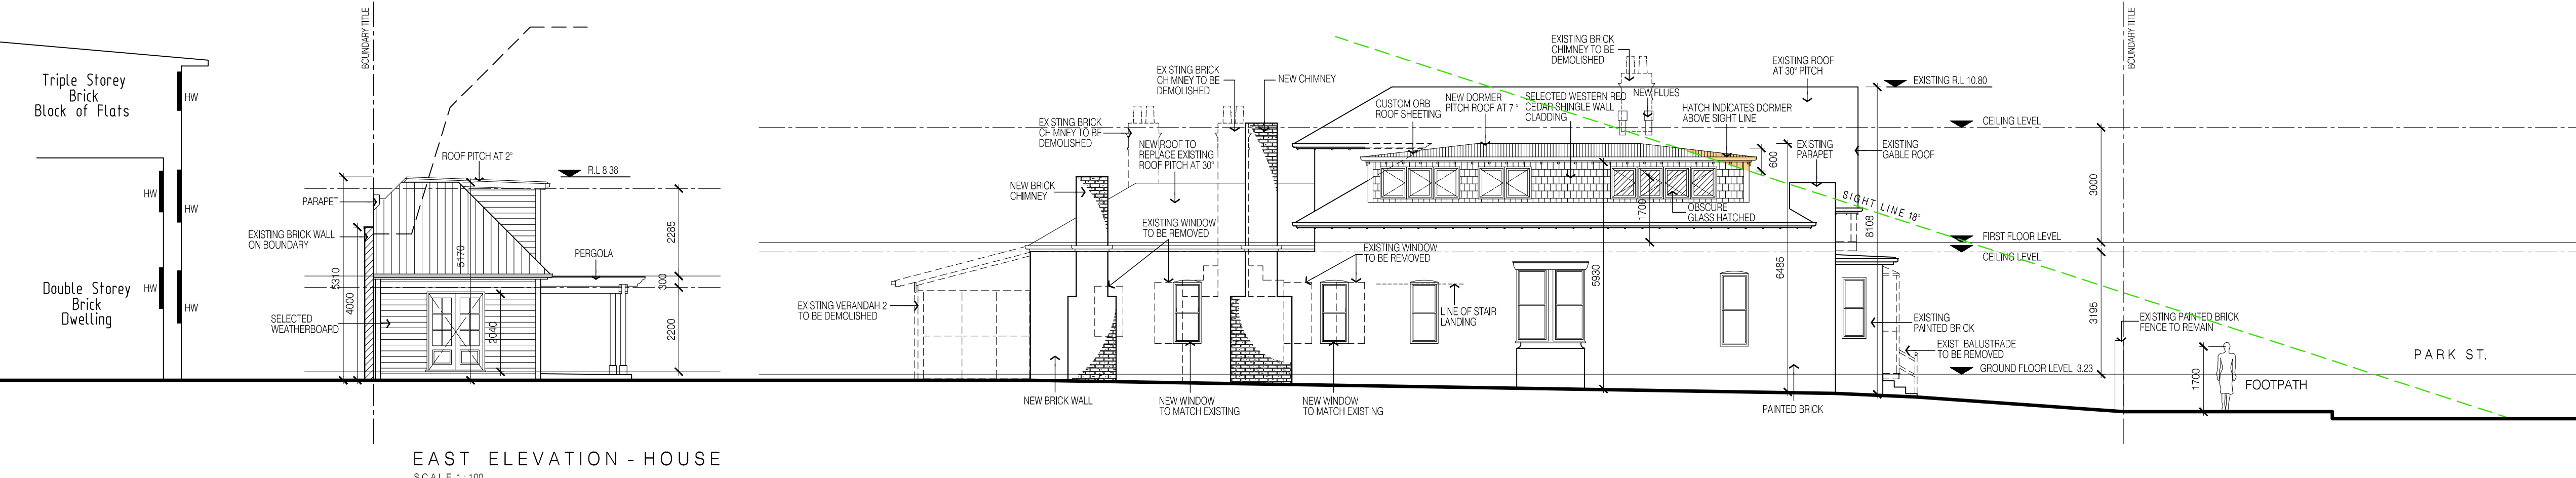 Triple Storey
Brick
Block of Flats
HW
HW
HW
HW
HW
Double Storey
Brick
Dwelling
BOUNDARY TITLE
ROOF PITCH AT 2°
R.L 8.38
PARAPET
EXISTING BRICK WALL
ON BOUNDARY
5310
4000
5170
SELECTED
WEATHERBOARD
2040
PERGOLA
2285
300
2200
EXISTING BRICK
CHIMNEY TO BE
DEMOLISHED
EXISTING BRICK
CHIMNEY TO BE
DEMOLISHED
NEW CHIMNEY
NEW ROOF TO
REPLACE EXISTING
ROOF PITCH AT 30°
NEW BRICK
CHIMNEY
EXISTING WINDOW
TO BE REMOVED
EXISTING WINDOW
TO BE REMOVED
EXISTING VERANDAH 2.
TO BE DEMOLISHED
NEW BRICK WALL
NEW WINDOW
TO MATCH EXISTING
NEW WINDOW
TO MATCH EXISTING
LINE OF STAIR
LANDING
CUSTOM ORB
ROOF SHEETING
NEW DORMER
PITCH ROOF AT 7°
SELECTED WESTERN RED
CEDAR SHINGLE WALL
CLADDING
EXISTING BRICK
CHIMNEY TO BE
DEMOLISHED
NEW FLUES
HATCH INDICATES DORMER
ABOVE SIGHT LINE
EXISTING ROOF
AT 30° PITCH
EXISTING R.L 10.80
CEILING LEVEL
EXISTING
PARAPET
EXISTING
GABLE ROOF
600
1700
OBSCURE
GLASS HATCHED
5930
6485
8108
SIGHT LINE 18°
FIRST FLOOR LEVEL
CEILING LEVEL
3000
3195
EXISTING
PAINTED BRICK
EXIST. BALUSTRADE
TO BE REMOVED
GROUND FLOOR LEVEL 3.23
PAINTED BRICK
BOUNDARY TITLE
EXISTING PAINTED BRICK
FENCE TO REMAIN
1700
FOOTPATH
PARK ST.
EAST ELEVATION - HOUSE
SCALE 1:100